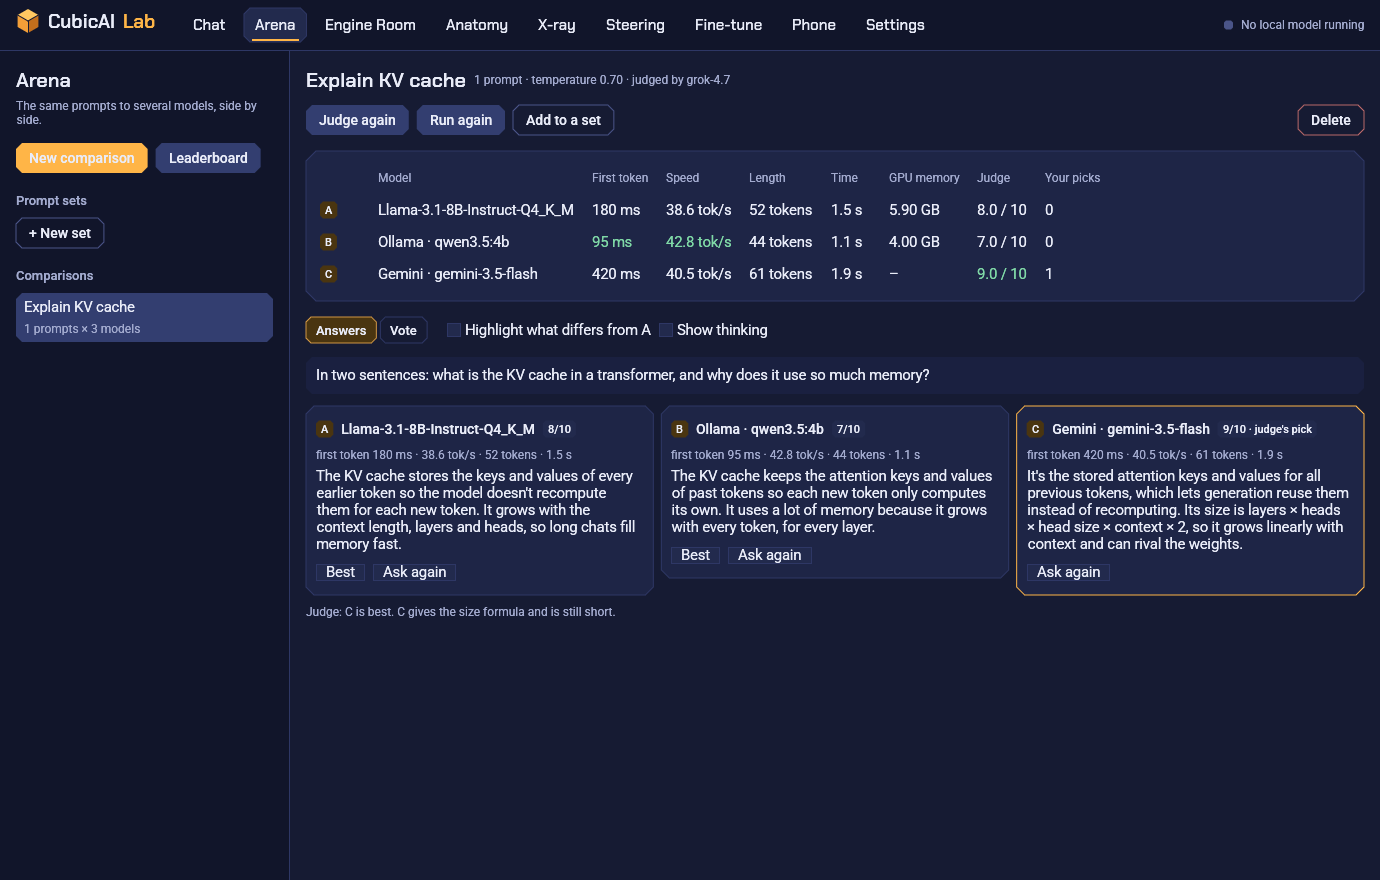 CubicAI Lab
Chat
Arena
Engine Room
Anatomy
X-ray
Steering
Fine-tune
Phone
Settings
No local model running
Arena
The same prompts to several models, side by
side.
New comparison
Leaderboard
Prompt sets
+ New set
Comparisons
Explain KV cache
1 prompts × 3 models
Explain KV cache
1 prompt · temperature 0.70 · judged by grok-4.7
Judge again
Run again
Add to a set
Delete
Model First token Speed Length Time GPU memory Judge Your picks
A Llama-3.1-8B-Instruct-Q4_K_M 180 ms 38.6 tok/s 52 tokens 1.5 s 5.90 GB 8.0 / 10 0
B Ollama · qwen3.5:4b 95 ms 42.8 tok/s 44 tokens 1.1 s 4.00 GB 7.0 / 10 0
C Gemini · gemini-3.5-flash 420 ms 40.5 tok/s 61 tokens 1.9 s – 9.0 / 10 1
Answers
Vote
Highlight what differs from A
Show thinking
In two sentences: what is the KV cache in a transformer, and why does it use so much memory?
A Llama-3.1-8B-Instruct-Q4_K_M 8/10
first token 180 ms · 38.6 tok/s · 52 tokens · 1.5 s
The KV cache stores the keys and values of every
earlier token so the model doesn't recompute
them for each new token. It grows with the
context length, layers and heads, so long chats fill
memory fast.
Best
Ask again
B Ollama · qwen3.5:4b 7/10
first token 95 ms · 42.8 tok/s · 44 tokens · 1.1 s
The KV cache keeps the attention keys and values
of past tokens so each new token only computes
its own. It uses a lot of memory because it grows
with every token, for every layer.
Best
Ask again
C Gemini · gemini-3.5-flash 9/10 · judge's pick
first token 420 ms · 40.5 tok/s · 61 tokens · 1.9 s
It's the stored attention keys and values for all
previous tokens, which lets generation reuse them
instead of recomputing. Its size is layers × heads
× head size × context × 2, so it grows linearly with
context and can rival the weights.
Ask again
Judge: C is best. C gives the size formula and is still short.